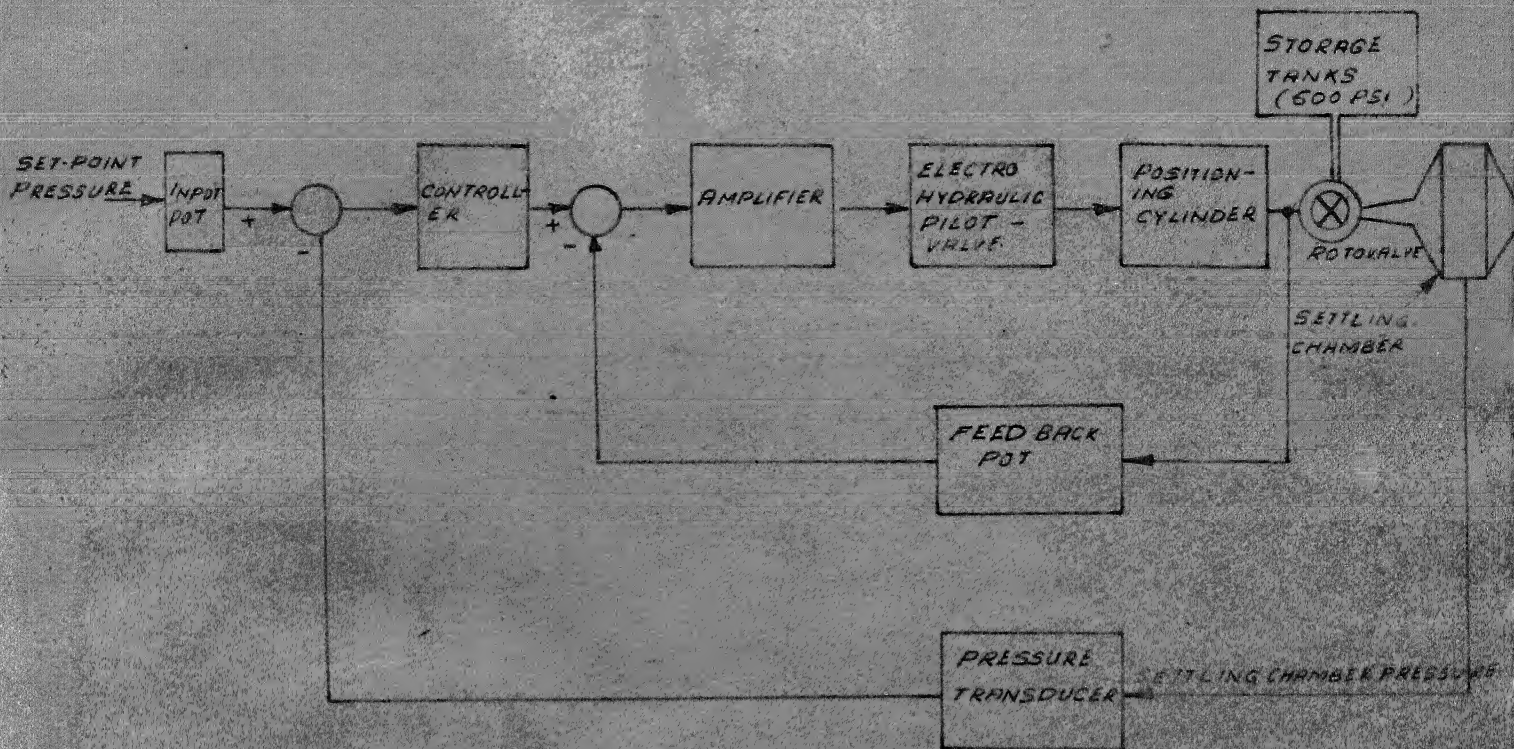 STORAGE
TANKS
(600 PSI)
SET-POINT
PRESSURE
INPOT
POT
+
-
CONTROLL-
ER
+
-
AMPLIFIER
ELECTRO
HYDRAULIC
PILOT -
VALVE
POSITION-
ING
CYLINDER
ROTOVALVE
SETTLING
CHAMBER
FEED BACK
POT
PRESSURE
TRANSDUCER
SETTLING CHAMBER PRESSURE